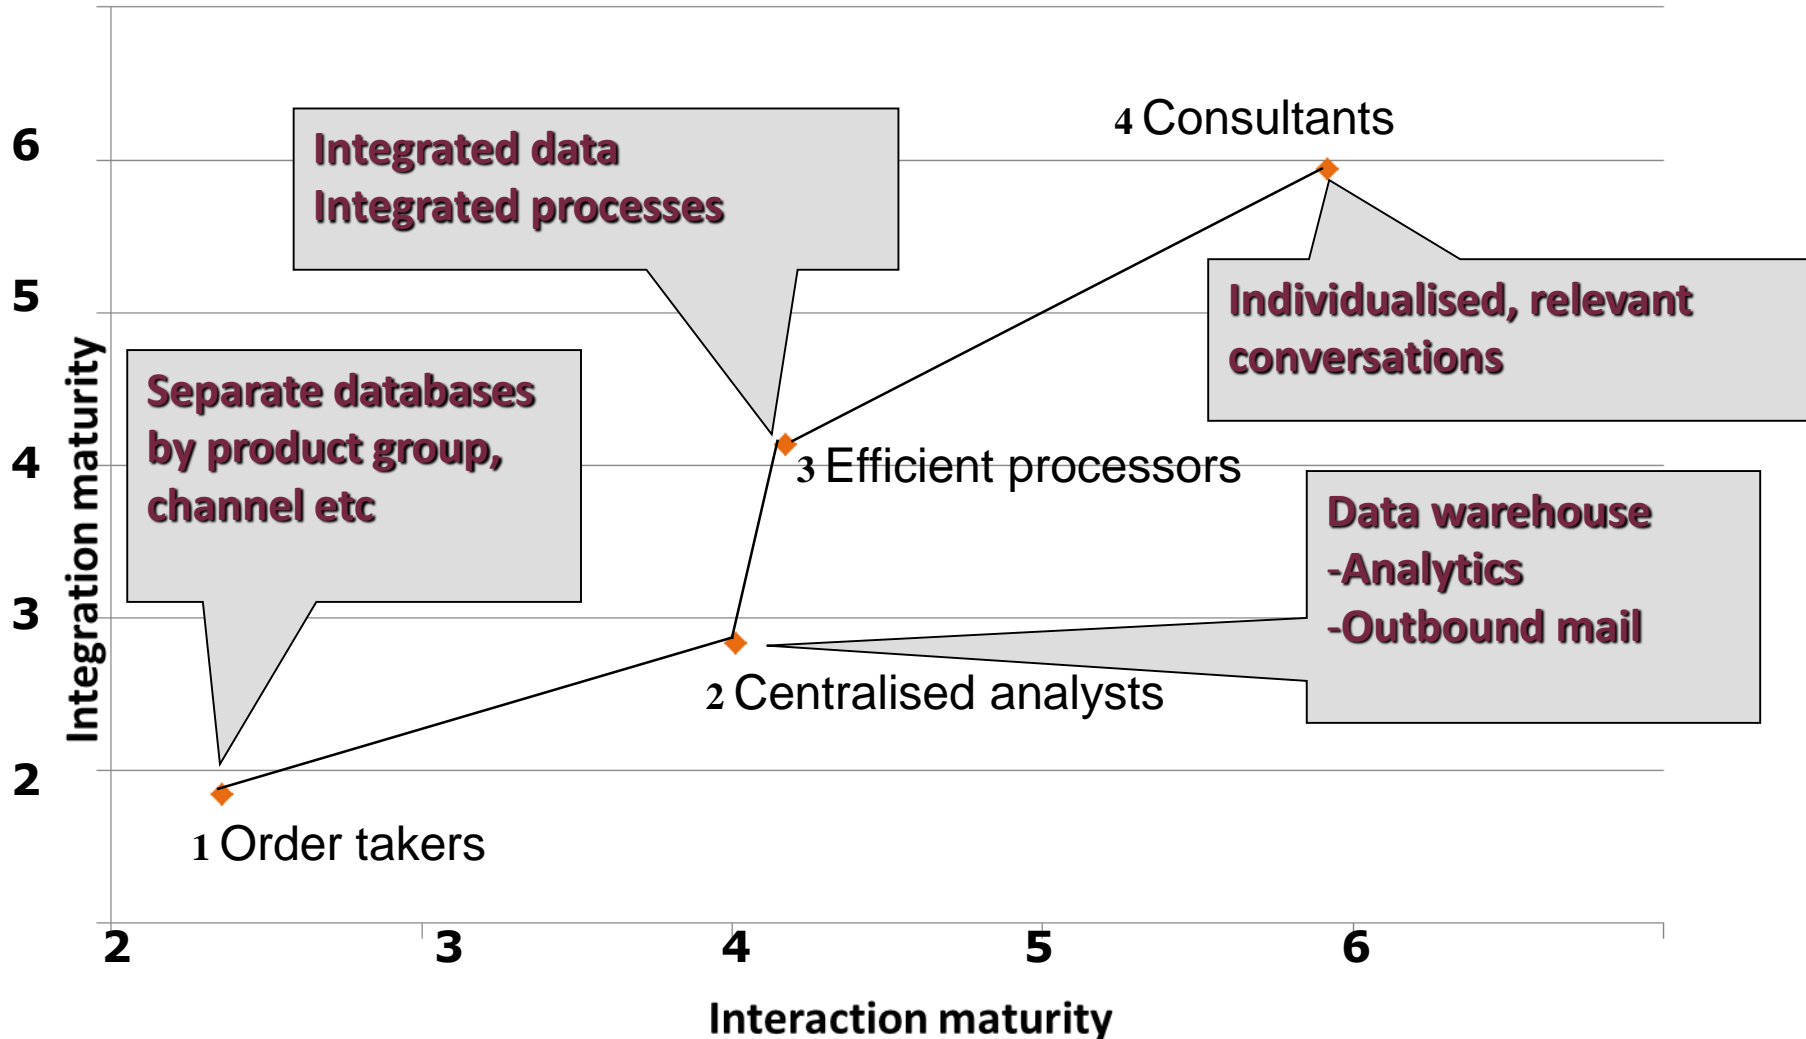 6
5
4
3
2
Integration maturity
Integrated data
Integrated processes
4 Consultants
Individualised, relevant
conversations
Separate databases
by product group,
channel etc
3 Efficient processors
Data warehouse
-Analytics
-Outbound mail
2 Centralised analysts
1 Order takers
2 3 4 5 6
Interaction maturity